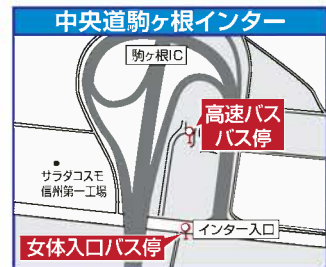 中央道駒ヶ根インター
駒ヶ根IC
高速バス
バス停
サラダコスモ
信州第一工場
インター入口
女体入口バス停